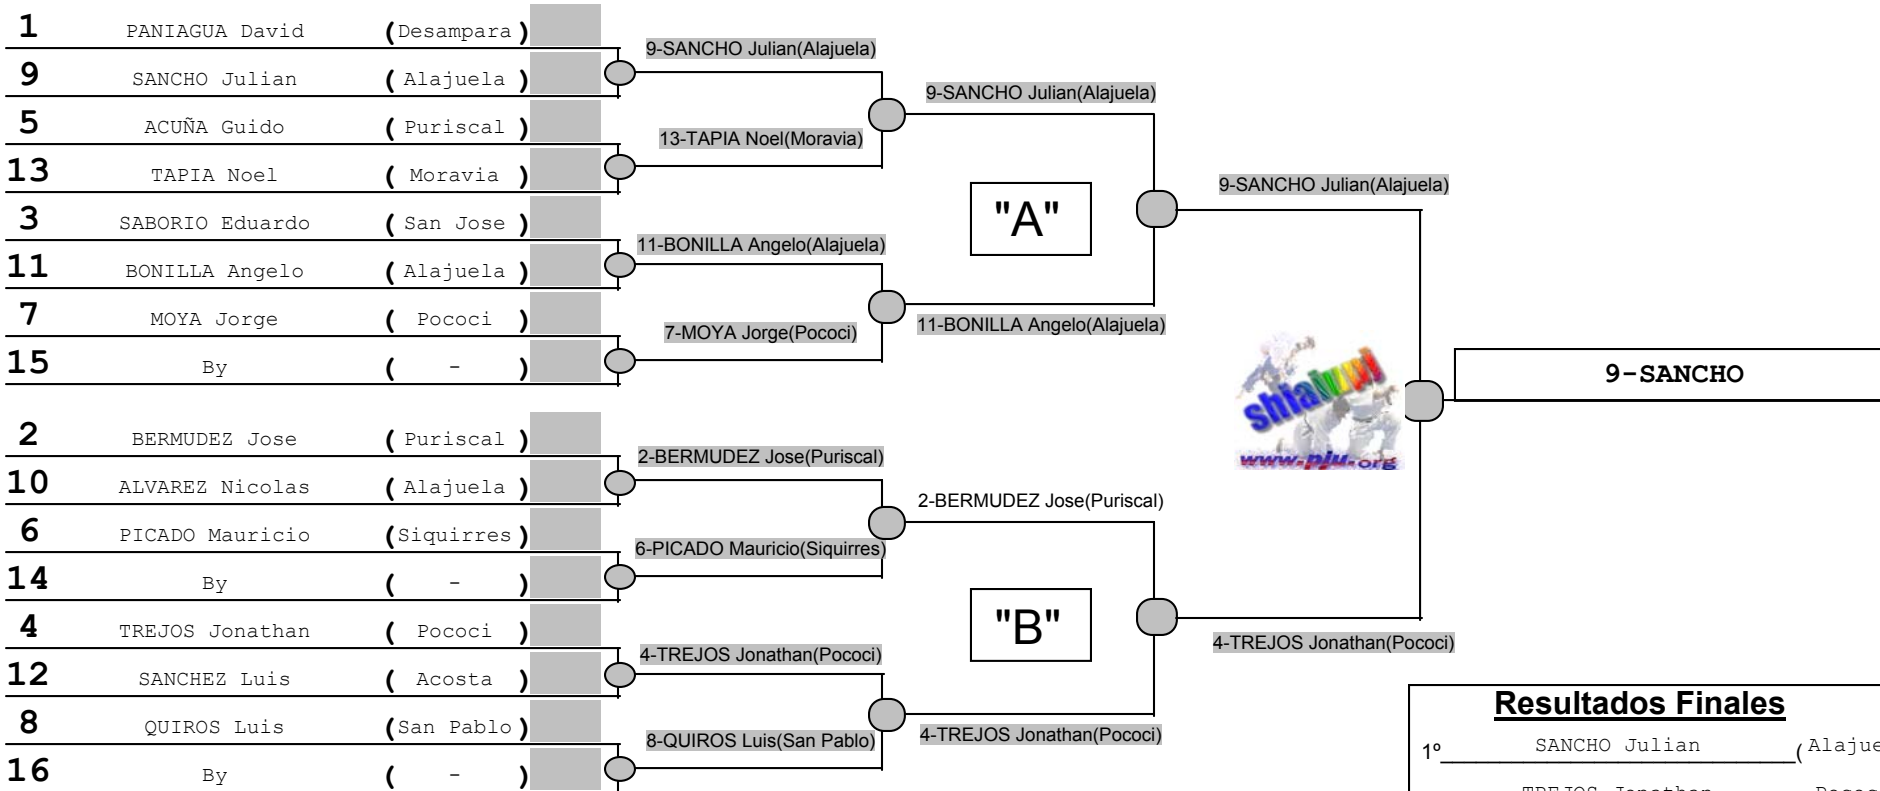 1 PANIAGUA David (Desampara)
9 SANCHO Julian ( Alajuela )
5 ACUÑA Guido ( Puriscal )
13 TAPIA Noel ( Moravia )
3 SABORIO Eduardo ( San Jose )
11 BONILLA Angelo ( Alajuela )
7 MOYA Jorge ( Pococi )
15 By ( - )
2 BERMUDEZ Jose ( Puriscal )
10 ALVAREZ Nicolas ( Alajuela )
6 PICADO Mauricio (Siquirres)
14 By ( - )
4 TREJOS Jonathan ( Pococi )
12 SANCHEZ Luis ( Acosta )
8 QUIROS Luis (San Pablo)
16 By ( - )
9-SANCHO Julian(Alajuela)
13-TAPIA Noel(Moravia)
11-BONILLA Angelo(Alajuela)
7-MOYA Jorge(Pococi)
2-BERMUDEZ Jose(Puriscal)
6-PICADO Mauricio(Siquirres)
4-TREJOS Jonathan(Pococi)
8-QUIROS Luis(San Pablo)
9-SANCHO Julian(Alajuela)
"A"
11-BONILLA Angelo(Alajuela)
2-BERMUDEZ Jose(Puriscal)
"B"
4-TREJOS Jonathan(Pococi)
9-SANCHO Julian(Alajuela)
4-TREJOS Jonathan(Pococi)
www.pju.org
9-SANCHO
Resultados Finales
1º SANCHO Julian (Alajue
TREJOS Jonathan